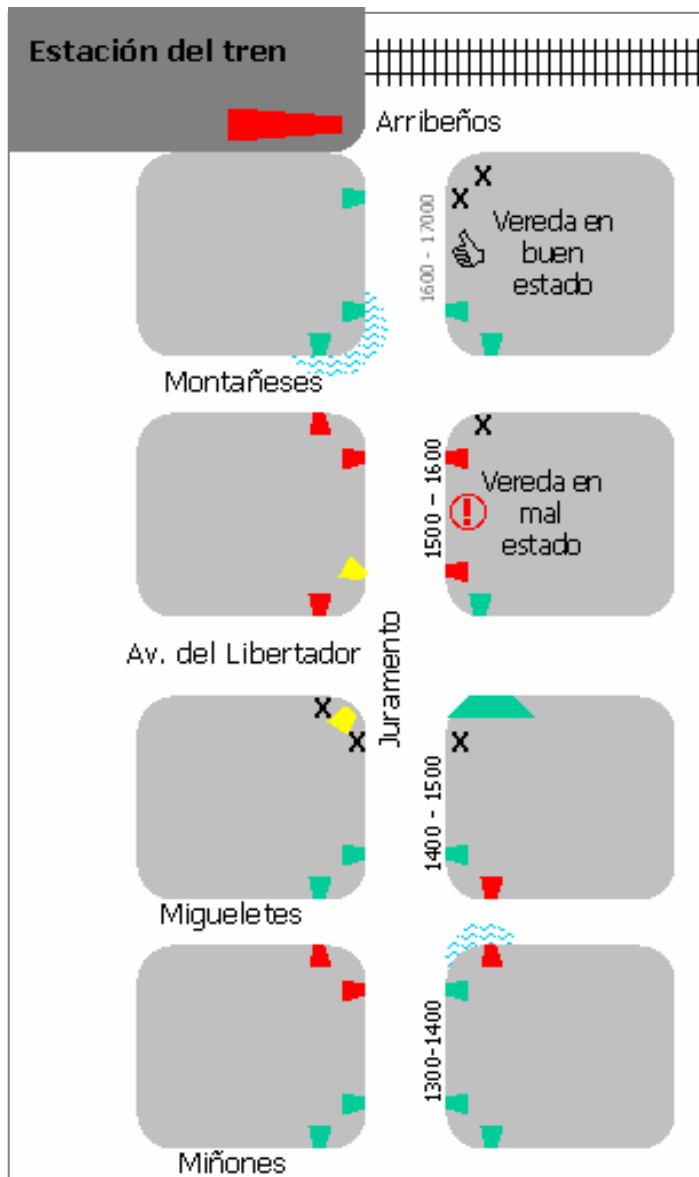 Estación del tren
Arribeños
X
X
Vereda en
buen
estado
1600 - 17000
Montañeses
X
Vereda en
mal
estado
1500 - 1600
Av. del Libertador
Juramento
X
X
X
1400 - 1500
Migueletes
1300-1400
Miñones